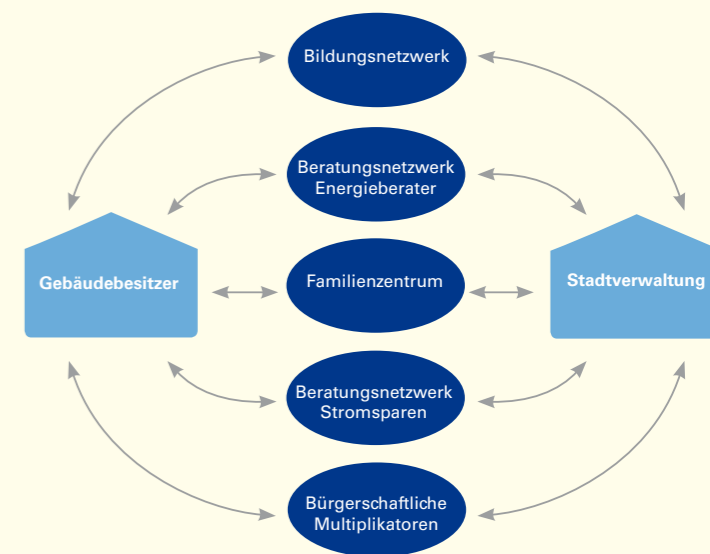 Bildungsnetzwerk
Beratungsnetzwerk
Energieberater
Gebäudebesitzer
Familienzentrum
Stadtverwaltung
Beratungsnetzwerk
Stromsparen
Bürgerschaftliche
Multiplikatoren